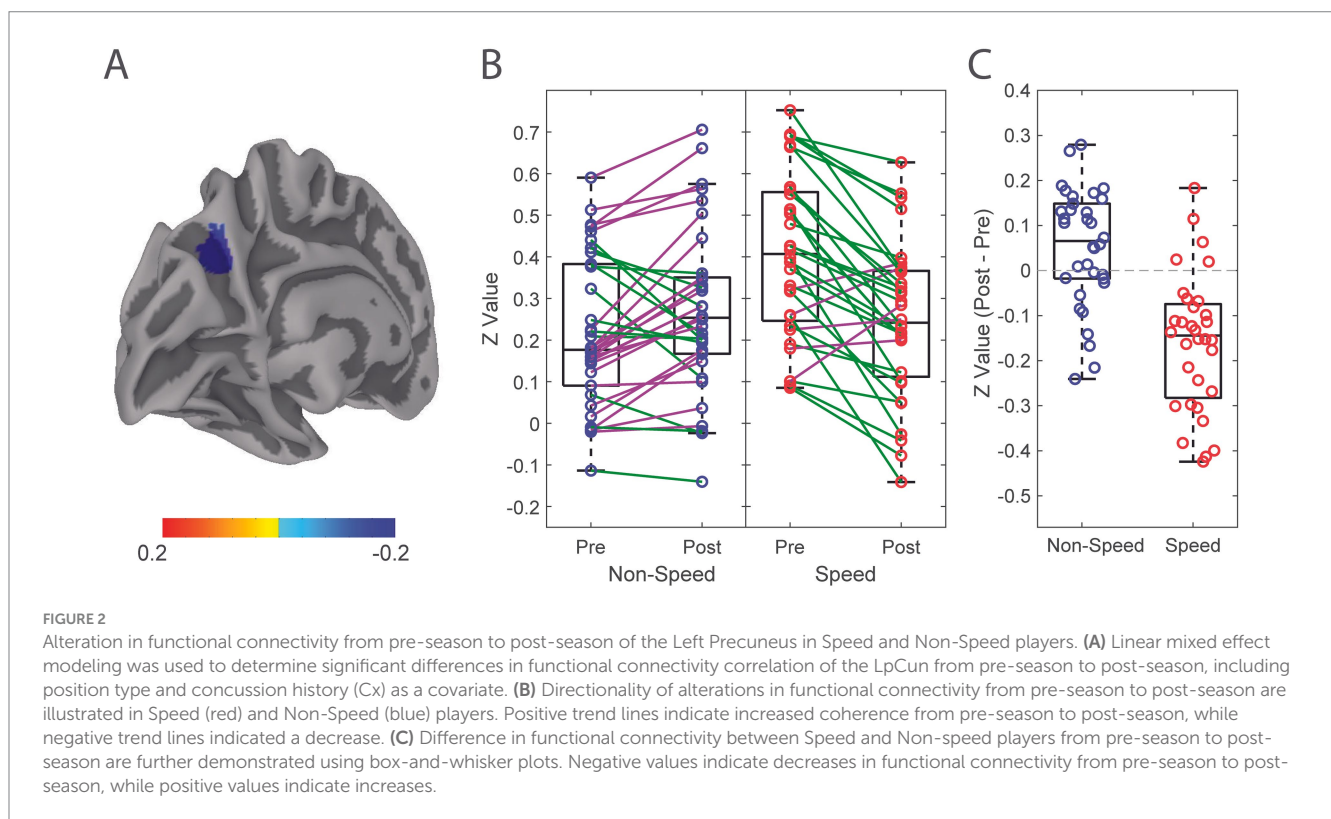 A
B
C
0.2
-0.2
Z Value
0.7
0.6
0.5
0.4
0.3
0.2
0.1
0
-0.1
-0.2
Pre
Post
Pre
Post
Non-Speed
Speed
Z Value (Post - Pre)
0.4
0.3
0.2
0.1
0
-0.1
-0.2
-0.3
-0.4
-0.5
Non-Speed
Speed
FIGURE 2
Alteration in functional connectivity from pre-season to post-season of the Left Precuneus in Speed and Non-Speed players. (A) Linear mixed effect
modeling was used to determine significant differences in functional connectivity correlation of the LpCun from pre-season to post-season, including
position type and concussion history (Cx) as a covariate. (B) Directionality of alterations in functional connectivity from pre-season to post-season are
illustrated in Speed (red) and Non-Speed (blue) players. Positive trend lines indicate increased coherence from pre-season to post-season, while
negative trend lines indicated a decrease. (C) Difference in functional connectivity between Speed and Non-speed players from pre-season to post-
season are further demonstrated using box-and-whisker plots. Negative values indicate decreases in functional connectivity from pre-season to post-
season, while positive values indicate increases.